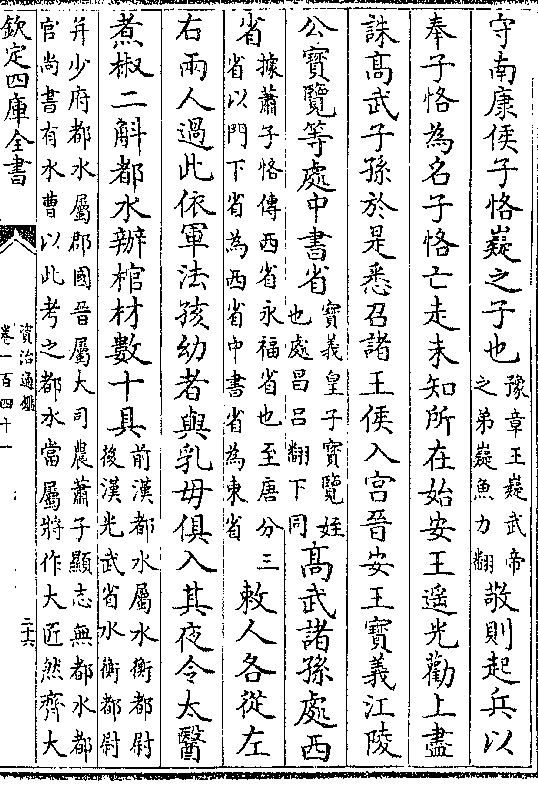 守南康侯子恪嶷之子也豫章王嶷武帝之弟嶷魚力翻敬則起兵以
奉子恪為名子恪亡走未知所在始安王遥光勸上盡
誅髙武子孫於是悉召諸王侯入宫晉安王寶義江陵
公寶覽等處中書省寶義皇子寶覽姪也處昌吕翻下同髙武諸孫處西
省據蕭子恪傳西省永福省也至唐分三省以門下省為西省中書省為東省敕人各從左
右兩人過此依軍法孩幼者與乳母俱入其夜令太醫
煮椒二斛都水辦棺材數十具前漢都水屬水衡都尉後漢光武省水衡都尉
并少府都水屬郡國晉屬大司農蕭子顯志無都水都
官尚書有水曹以此考之都水當屬將作大匠然齊大
欽定四庫全書
資治通鑑
卷一百四十一
二十六